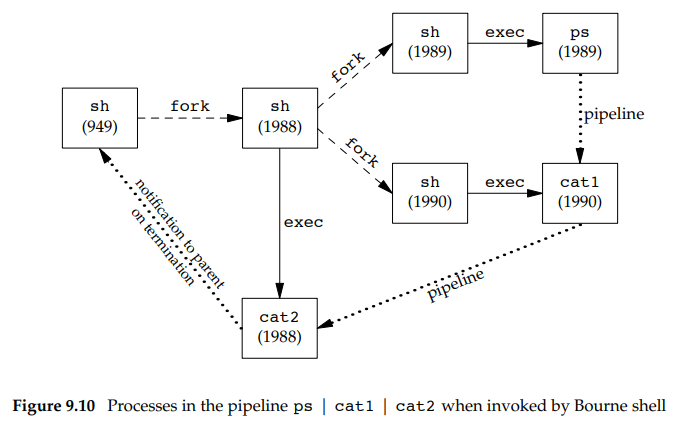 sh
(1989)
exec
ps
(1989)
fork
sh
(949)
fork
sh
(1988)
pipeline
fork
sh
(1990)
exec
cat1
(1990)
notification to parent
on termination
exec
pipeline
cat2
(1988)
Figure 9.10 Processes in the pipeline ps | cat1 | cat2 when invoked by Bourne shell